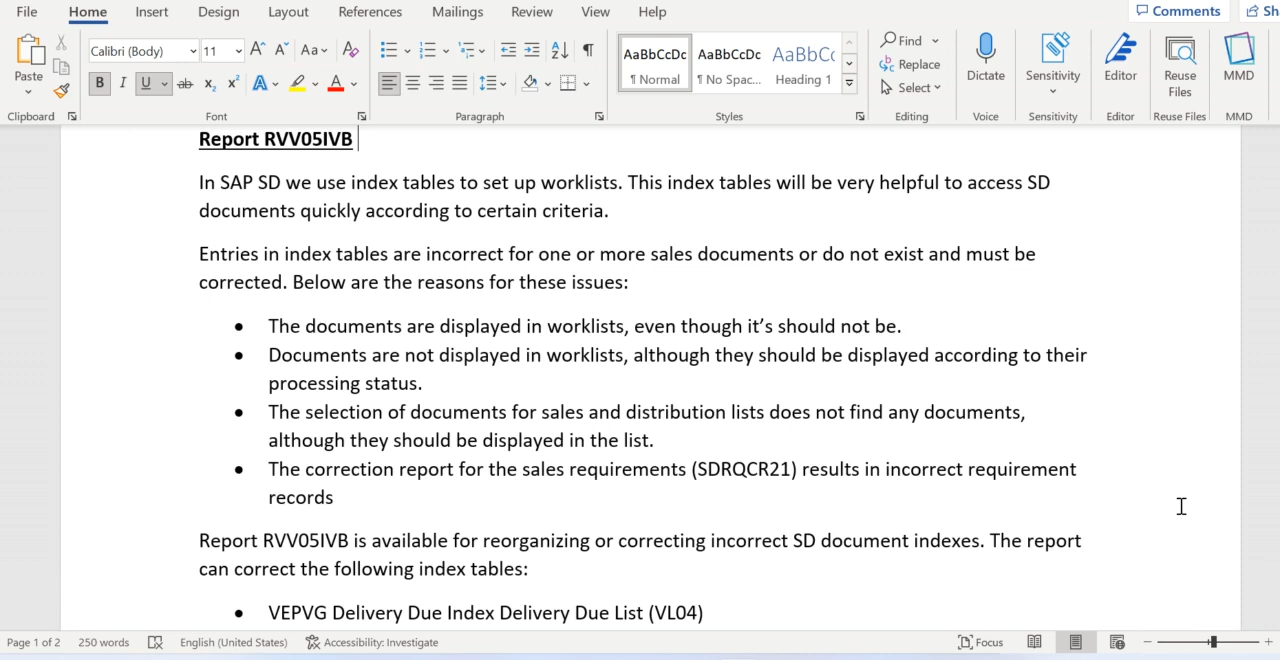 File Home Insert Design Layout References Mailings Review View Help Comments Sh
Calibri (Body) 11 Aa AaBbCcDc AaBbCcDc AaBbCc Find
Paste ¶ Normal ¶ No Spac... Heading 1 Replace Dictate Sensitivity Editor Reuse Files MMD
B I U ab x₂ x² A A Select
Clipboard Font Paragraph Styles Editing Voice Sensitivity Editor Reuse Files MMD
Report RVV05IVB
In SAP SD we use index tables to set up worklists. This index tables will be very helpful to access SD
documents quickly according to certain criteria.
Entries in index tables are incorrect for one or more sales documents or do not exist and must be
corrected. Below are the reasons for these issues:
• The documents are displayed in worklists, even though it’s should not be.
• Documents are not displayed in worklists, although they should be displayed according to their
processing status.
• The selection of documents for sales and distribution lists does not find any documents,
although they should be displayed in the list.
• The correction report for the sales requirements (SDRQCR21) results in incorrect requirement
records
Report RVV05IVB is available for reorganizing or correcting incorrect SD document indexes. The report
can correct the following index tables:
• VEPVG Delivery Due Index Delivery Due List (VL04)
Page 1 of 2 250 words English (United States) Accessibility: Investigate Focus